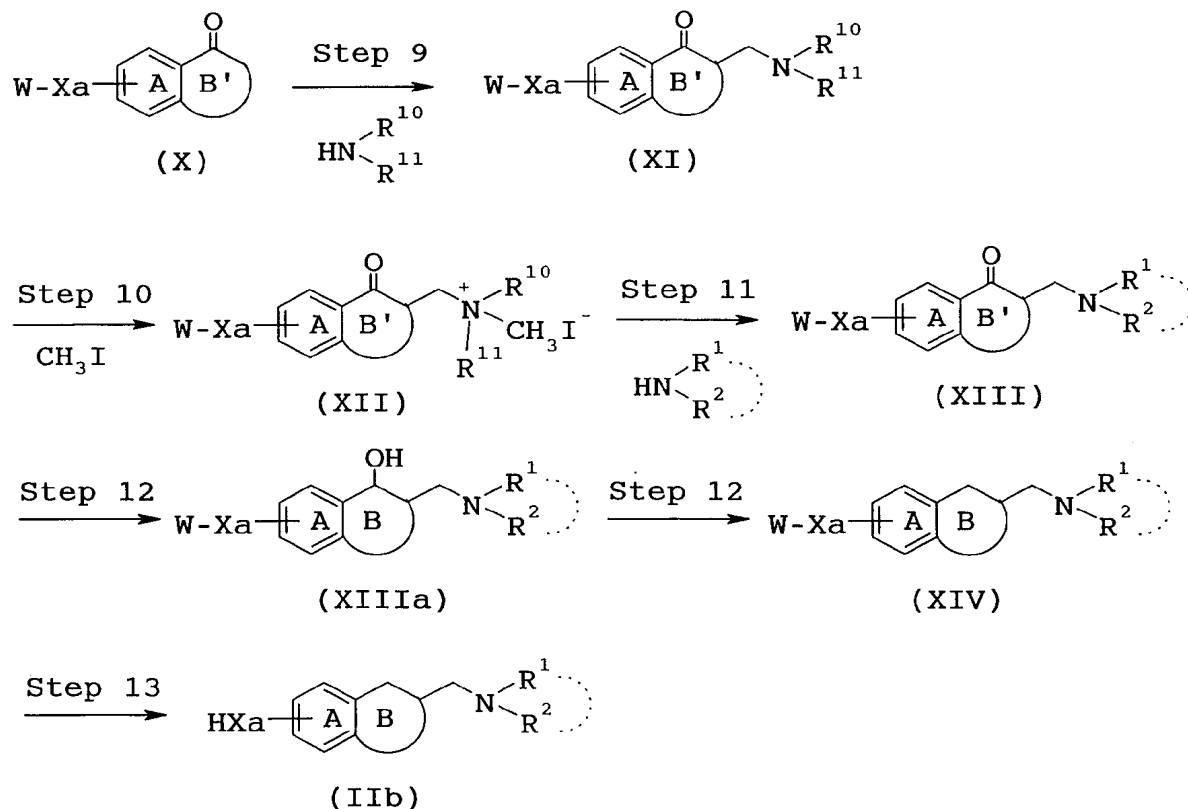 O O
W-Xa A B' Step 9 W-Xa A B' N R10 R11
HN R10 R11
(X) (XI)
Step 10 O R10 Step 11 O R1
CH3I W-Xa A B' N + CH3I- R11 HN R1 R2 W-Xa A B' N R2
(XII) (XIII)
Step 12 OH R1 Step 12 R1
W-Xa A B N R2 W-Xa A B N R2
(XIIIa) (XIV)
Step 13 R1
HXa A B N R2
(IIb)